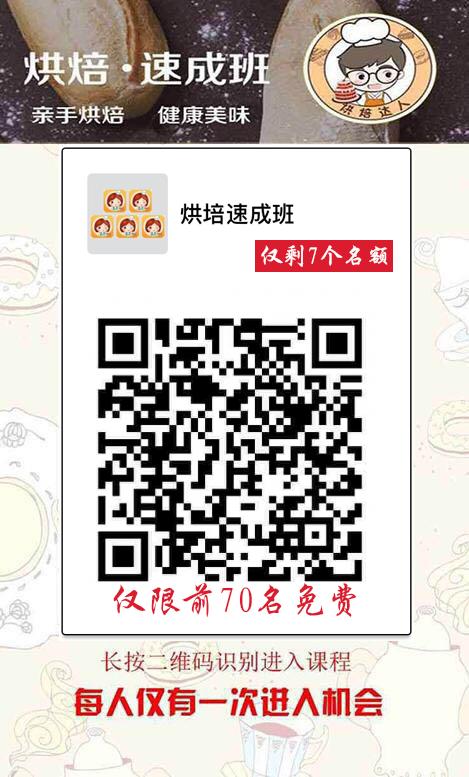 烘焙·速成班
亲手烘焙 健康美味
烘焙达人
烘培速成班
仅剩7个名额
仅限前70名免费
长按二维码识别进入课程
每人仅有一次进入机会